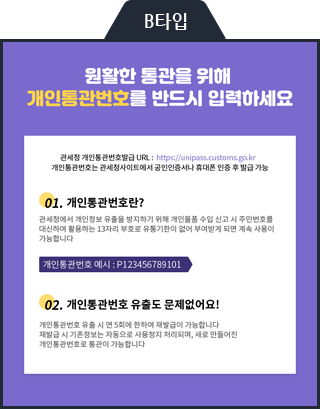 B타입
원활한 통관을 위해
개인통관번호를 반드시 입력하세요
관세청 개인통관번호발급 URL : https://unipass.customs.go.kr
개인통관번호는 관세청사이트에서 공인인증서나 휴대폰 인증 후 발급 가능
01. 개인통관번호란?
관세청에서 개인정보 유출을 방지하기 위해 개인물품 수입 신고 시 주민번호를
대신하여 활용하는 13자리 부호로 유통기한이 없어 부여받게 되면 계속 사용이
가능합니다
개인통관번호 예시 : P123456789101
02. 개인통관번호 유출도 문제없어요!
개인통관번호 유출 시 연 5회에 한하여 재발급이 가능합니다
재발급 시 기존정보는 자동으로 사용정지 처리되며, 새로 만들어진
개인통관번호로 통관이 가능합니다